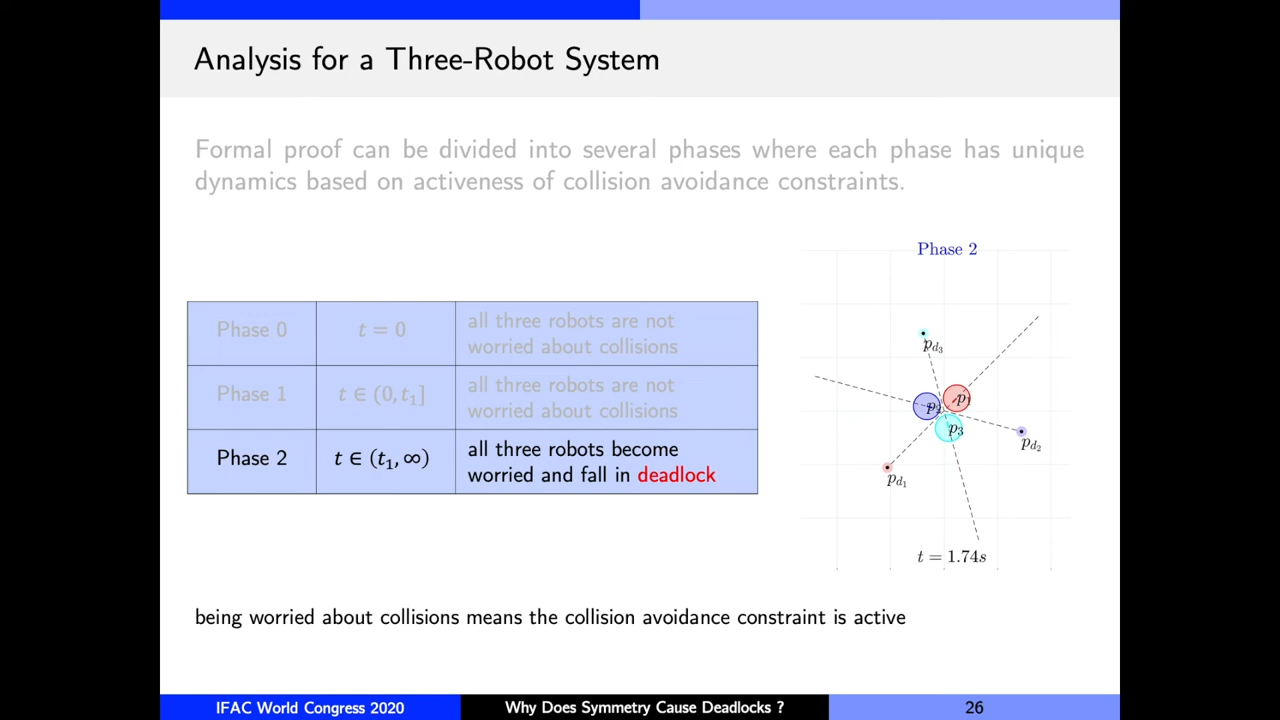 Analysis for a Three-Robot System
Formal proof can be divided into several phases where each phase has unique
dynamics based on activeness of collision avoidance constraints.
Phase 0
t = 0
all three robots are not
worried about collisions
Phase 1
t ∈ (0, t₁]
all three robots are not
worried about collisions
Phase 2
t ∈ (t₁, ∞)
all three robots become
worried and fall in deadlock
Phase 2
p_{d₃}
p₁
p₂
p₃
p_{d₂}
p_{d₁}
t = 1.74s
being worried about collisions means the collision avoidance constraint is active
IFAC World Congress 2020
Why Does Symmetry Cause Deadlocks ?
26